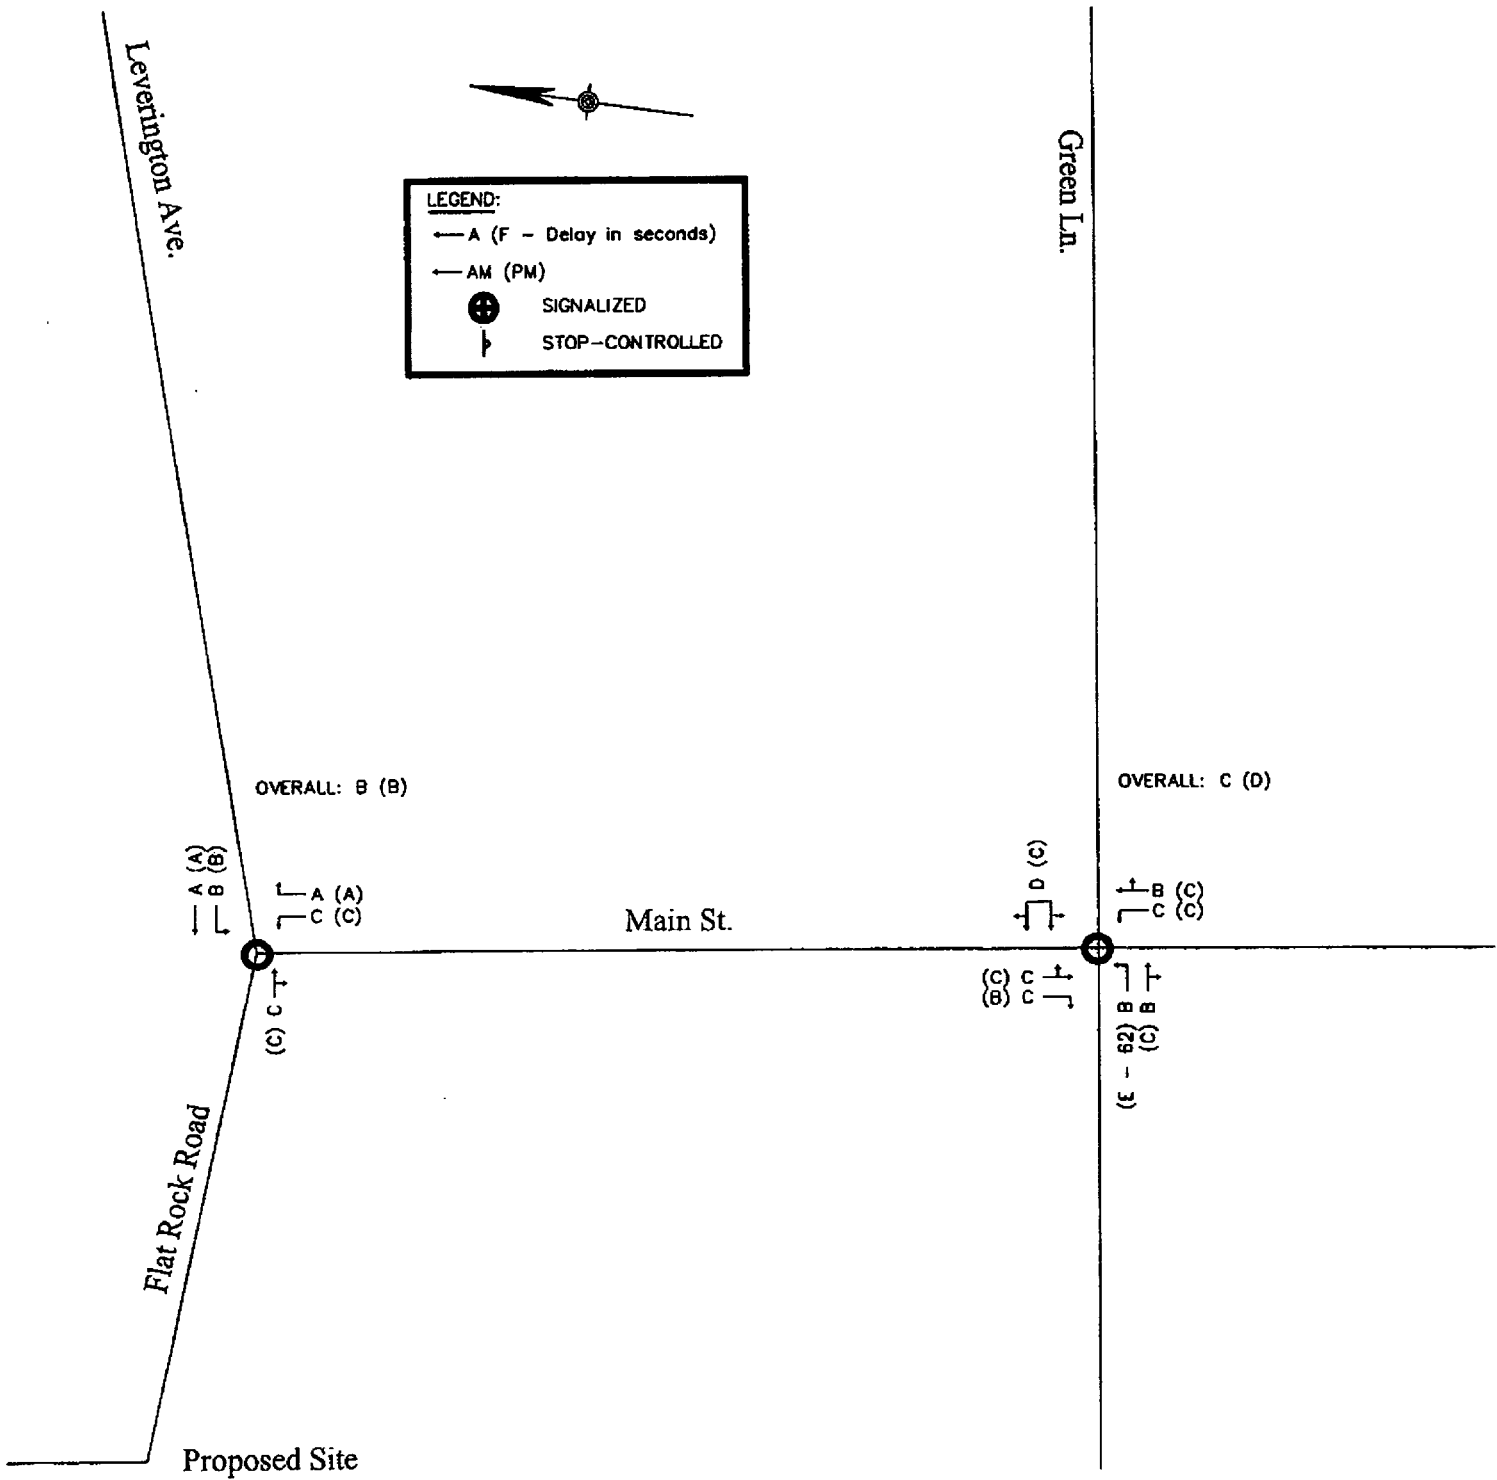 Leverington Ave.
Green Ln.
LEGEND:
A (F - Delay in seconds)
AM (PM)
SIGNALIZED
STOP-CONTROLLED
OVERALL: B (B)
OVERALL: C (D)
A (A)
B (B)
A (A)
C (C)
Main St.
D (C)
B (C)
C (C)
(C) C
(C) C
(B) C
(E - 62) B
(C) B
Flat Rock Road
Proposed Site